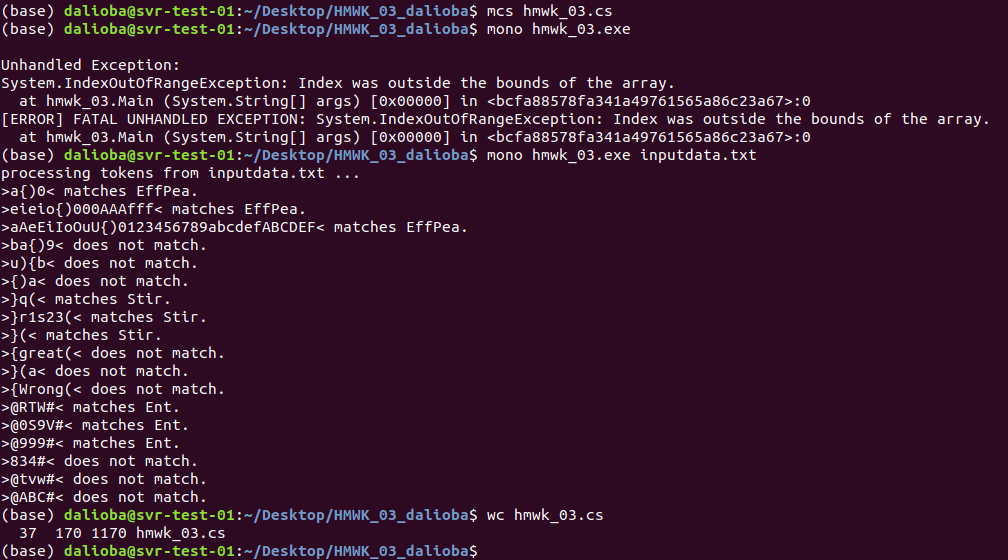 (base) dalioba@svr-test-01:~/Desktop/HMWK_03_dalioba$ mcs hmwk_03.cs
(base) dalioba@svr-test-01:~/Desktop/HMWK_03_dalioba$ mono hmwk_03.exe
Unhandled Exception:
System.IndexOutOfRangeException: Index was outside the bounds of the array.
  at hmwk_03.Main (System.String[] args) [0x00000] in <bcfa88578fa341a49761565a86c23a67>:0
[ERROR] FATAL UNHANDLED EXCEPTION: System.IndexOutOfRangeException: Index was outside the bounds of the array.
  at hmwk_03.Main (System.String[] args) [0x00000] in <bcfa88578fa341a49761565a86c23a67>:0
(base) dalioba@svr-test-01:~/Desktop/HMWK_03_dalioba$ mono hmwk_03.exe inputdata.txt
processing tokens from inputdata.txt ...
>a{)0< matches EffPea.
>eieio{)000AAAfff< matches EffPea.
>aAeEiIoOuU{)0123456789abcdefABCDEF< matches EffPea.
>ba{)9< does not match.
>u){b< does not match.
>{)a< does not match.
>}q(< matches Stir.
>}r1s23(< matches Stir.
>}(< matches Stir.
>{great(< does not match.
>}(a< does not match.
>{Wrong(< does not match.
>@RTW#< matches Ent.
>@0S9V#< matches Ent.
>@999#< matches Ent.
>834#< does not match.
>@tvw#< does not match.
>@ABC#< does not match.
(base) dalioba@svr-test-01:~/Desktop/HMWK_03_dalioba$ wc hmwk_03.cs
  37  170 1170 hmwk_03.cs
(base) dalioba@svr-test-01:~/Desktop/HMWK_03_dalioba$